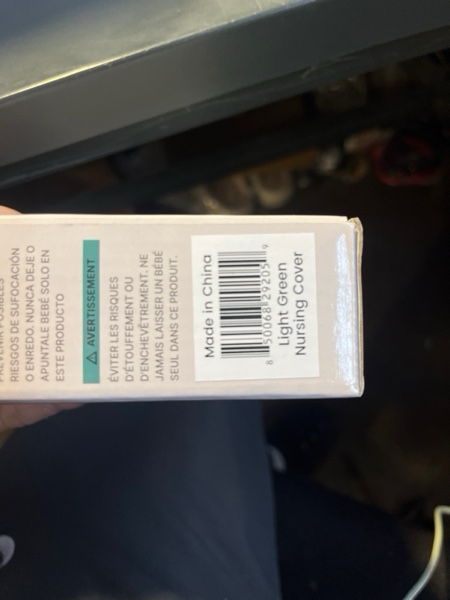 RIESGOS DE SUFOCACIÓN
O ENREDO. NUNCA DEJE O
APUNTALE BEBÉ SOLO EN
ESTE PRODUCTO
⚠ AVERTISSEMENT
ÉVITER LES RISQUES
D'ÉTOUFFEMENT OU
D'ENCHEVÊTREMENT. NE
JAMAIS LAISSER UN BÉBÉ
SEUL DANS CE PRODUIT.
Made in China
8 50068 29205 9
Light Green
Nursing Cover